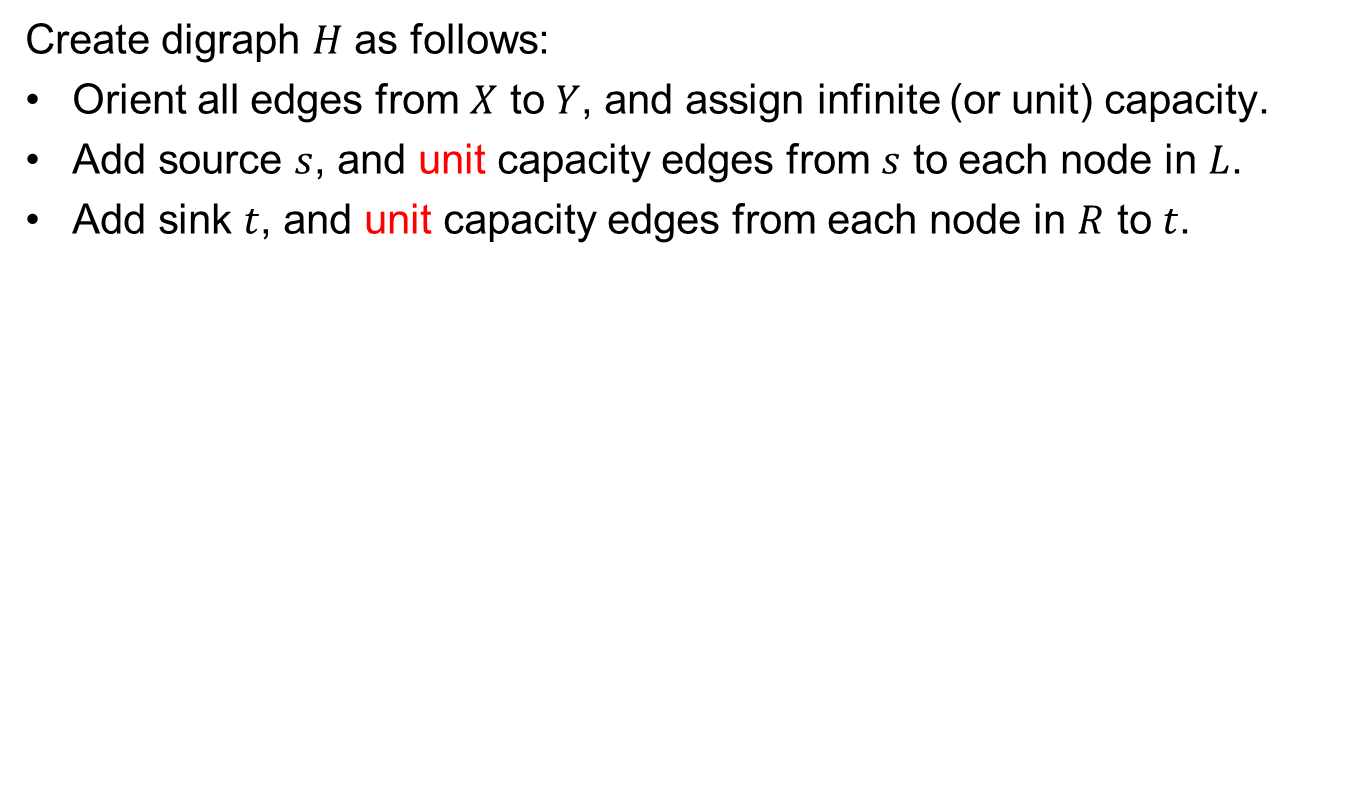 Create digraph H as follows:
• Orient all edges from X to Y, and assign infinite (or unit) capacity.
• Add source s, and unit capacity edges from s to each node in L.
• Add sink t, and unit capacity edges from each node in R to t.